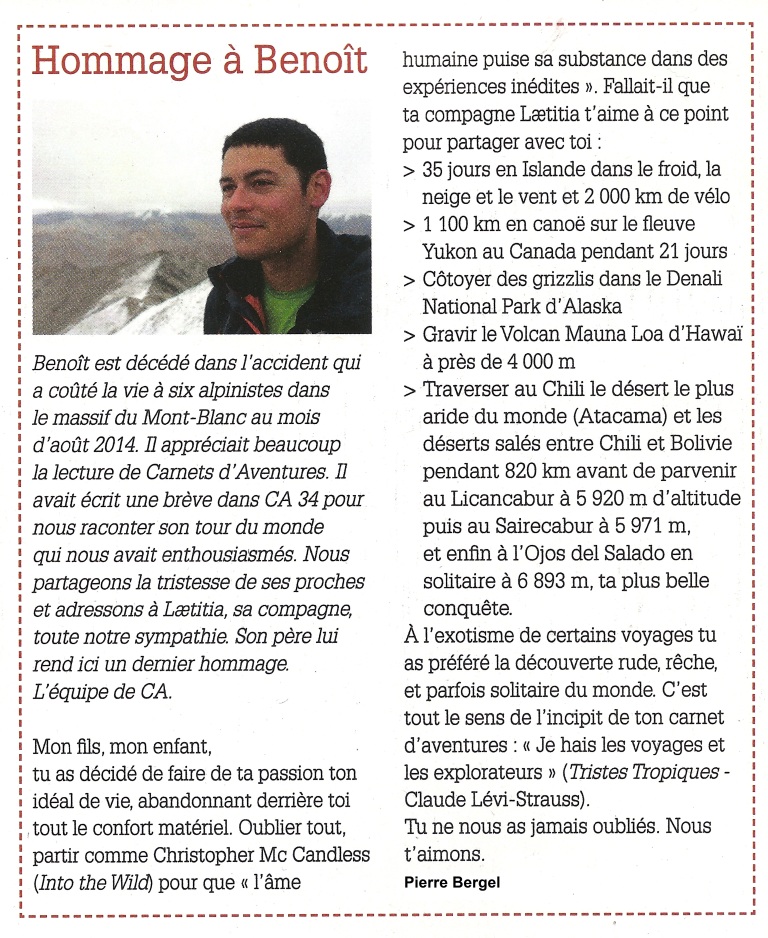 Hommage à Benoît
Benoît est décédé dans l'accident qui
a coûté la vie à six alpinistes dans
le massif du Mont-Blanc au mois
d'août 2014. Il appréciait beaucoup
la lecture de Carnets d'Aventures. Il
avait écrit une brève dans CA 34 pour
nous raconter son tour du monde
qui nous avait enthousiasmés. Nous
partageons la tristesse de ses proches
et adressons à Lætitia, sa compagne,
toute notre sympathie. Son père lui
rend ici un dernier hommage.
L'équipe de CA.
Mon fils, mon enfant,
tu as décidé de faire de ta passion ton
idéal de vie, abandonnant derrière toi
tout le confort matériel. Oublier tout,
partir comme Christopher Mc Candless
(Into the Wild) pour que « l'âme
humaine puise sa substance dans des
expériences inédites ». Fallait-il que
ta compagne Lætitia t'aime à ce point
pour partager avec toi :
> 35 jours en Islande dans le froid, la
neige et le vent et 2 000 km de vélo
> 1 100 km en canoë sur le fleuve
Yukon au Canada pendant 21 jours
> Côtoyer des grizzlis dans le Denali
National Park d'Alaska
> Gravir le Volcan Mauna Loa d'Hawaï
à près de 4 000 m
> Traverser au Chili le désert le plus
aride du monde (Atacama) et les
déserts salés entre Chili et Bolivie
pendant 820 km avant de parvenir
au Licancabur à 5 920 m d'altitude
puis au Sairecabur à 5 971 m,
et enfin à l'Ojos del Salado en
solitaire à 6 893 m, ta plus belle
conquête.
À l'exotisme de certains voyages tu
as préféré la découverte rude, rêche,
et parfois solitaire du monde. C'est
tout le sens de l'incipit de ton carnet
d'aventures : « Je hais les voyages et
les explorateurs » (Tristes Tropiques -
Claude Lévi-Strauss).
Tu ne nous as jamais oubliés. Nous
t'aimons.
Pierre Bergel